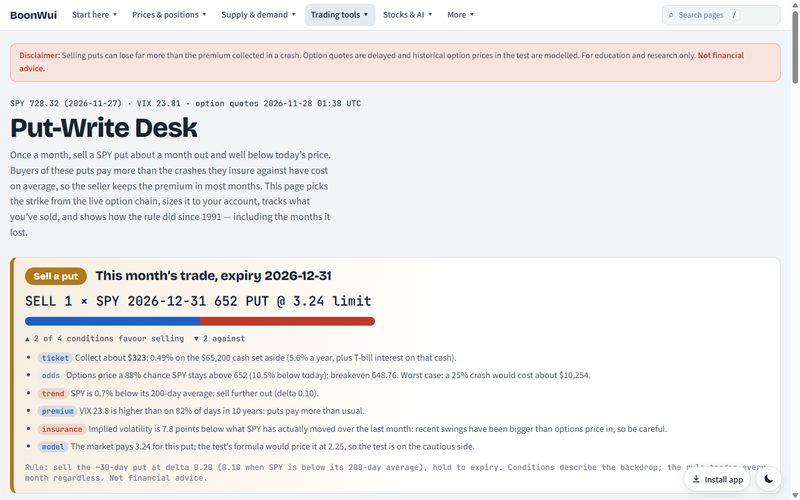 BoonWui Start here ▾ Prices & positions ▾ Supply & demand ▾ Trading tools ▾ Stocks & AI ▾ More ▾ Search pages /
Disclaimer: Selling puts can lose far more than the premium collected in a crash. Option quotes are delayed and historical option prices in the test are modelled. For education and research only. Not financial
advice.
SPY 728.32 (2026-11-27) · VIX 23.81 · option quotes 2026-11-28 01:38 UTC
Put-Write Desk
Once a month, sell a SPY put about a month out and well below today's price.
Buyers of these puts pay more than the crashes they insure against have cost
on average, so the seller keeps the premium in most months. This page picks
the strike from the live option chain, sizes it to your account, tracks what
you've sold, and shows how the rule did since 1991 — including the months it
lost.
Sell a put This month's trade, expiry 2026-12-31
SELL 1 × SPY 2026-12-31 652 PUT @ 3.24 limit
▲ 2 of 4 conditions favour selling ▼ 2 against
• ticket Collect about $323: 0.49% on the $65,200 cash set aside (5.6% a year, plus T-bill interest on that cash).
• odds Options price a 88% chance SPY stays above 652 (10.5% below today); breakeven 648.76. Worst case: a 25% crash would cost about $10,254.
• trend SPY is 0.7% below its 200-day average: sell further out (delta 0.10).
• premium VIX 23.8 is higher than on 82% of days in 10 years: puts pay more than usual.
• insurance Implied volatility is 7.8 points below what SPY has actually moved over the last month: recent swings have been bigger than options price in, so be careful.
• model The market pays 3.24 for this put; the test's formula would price it at 2.25, so the test is on the cautious side.
Rule: sell the ~30-day put at delta 0.20 (0.10 when SPY is below its 200-day average), hold to expiry. Conditions describe the backdrop; the rule trades every
month regardless. Not financial advice.
Install app